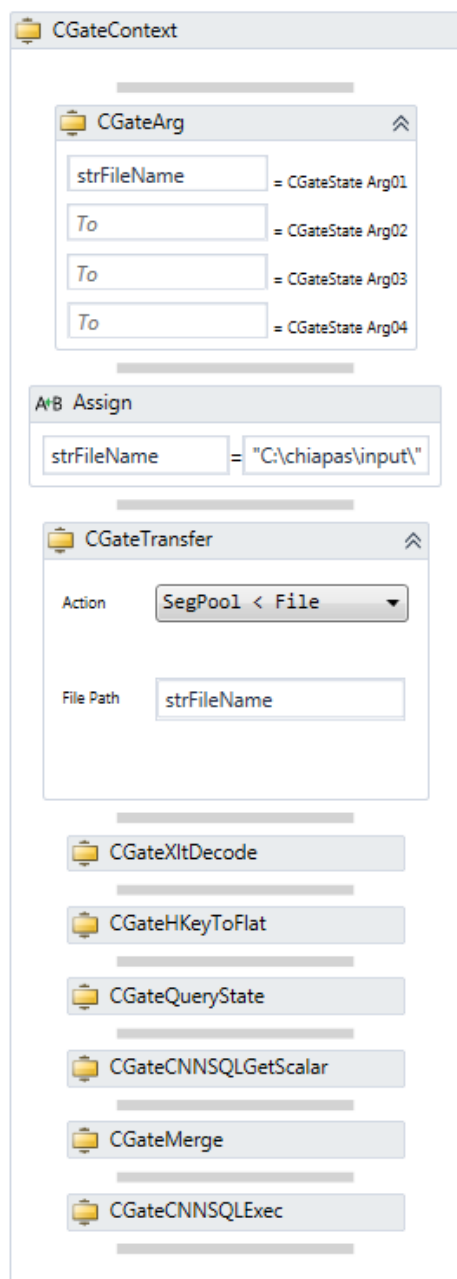 CGateContext
CGateArg
strFileName = CGateState Arg01
To = CGateState Arg02
To = CGateState Arg03
To = CGateState Arg04
A+B Assign
strFileName = "C:\chiapas\input\"
CGateTransfer
Action SegPool < File
File Path strFileName
CGateXltDecode
CGateHKeyToFlat
CGateQueryState
CGateCNNSQLGetScalar
CGateMerge
CGateCNNSQLExec